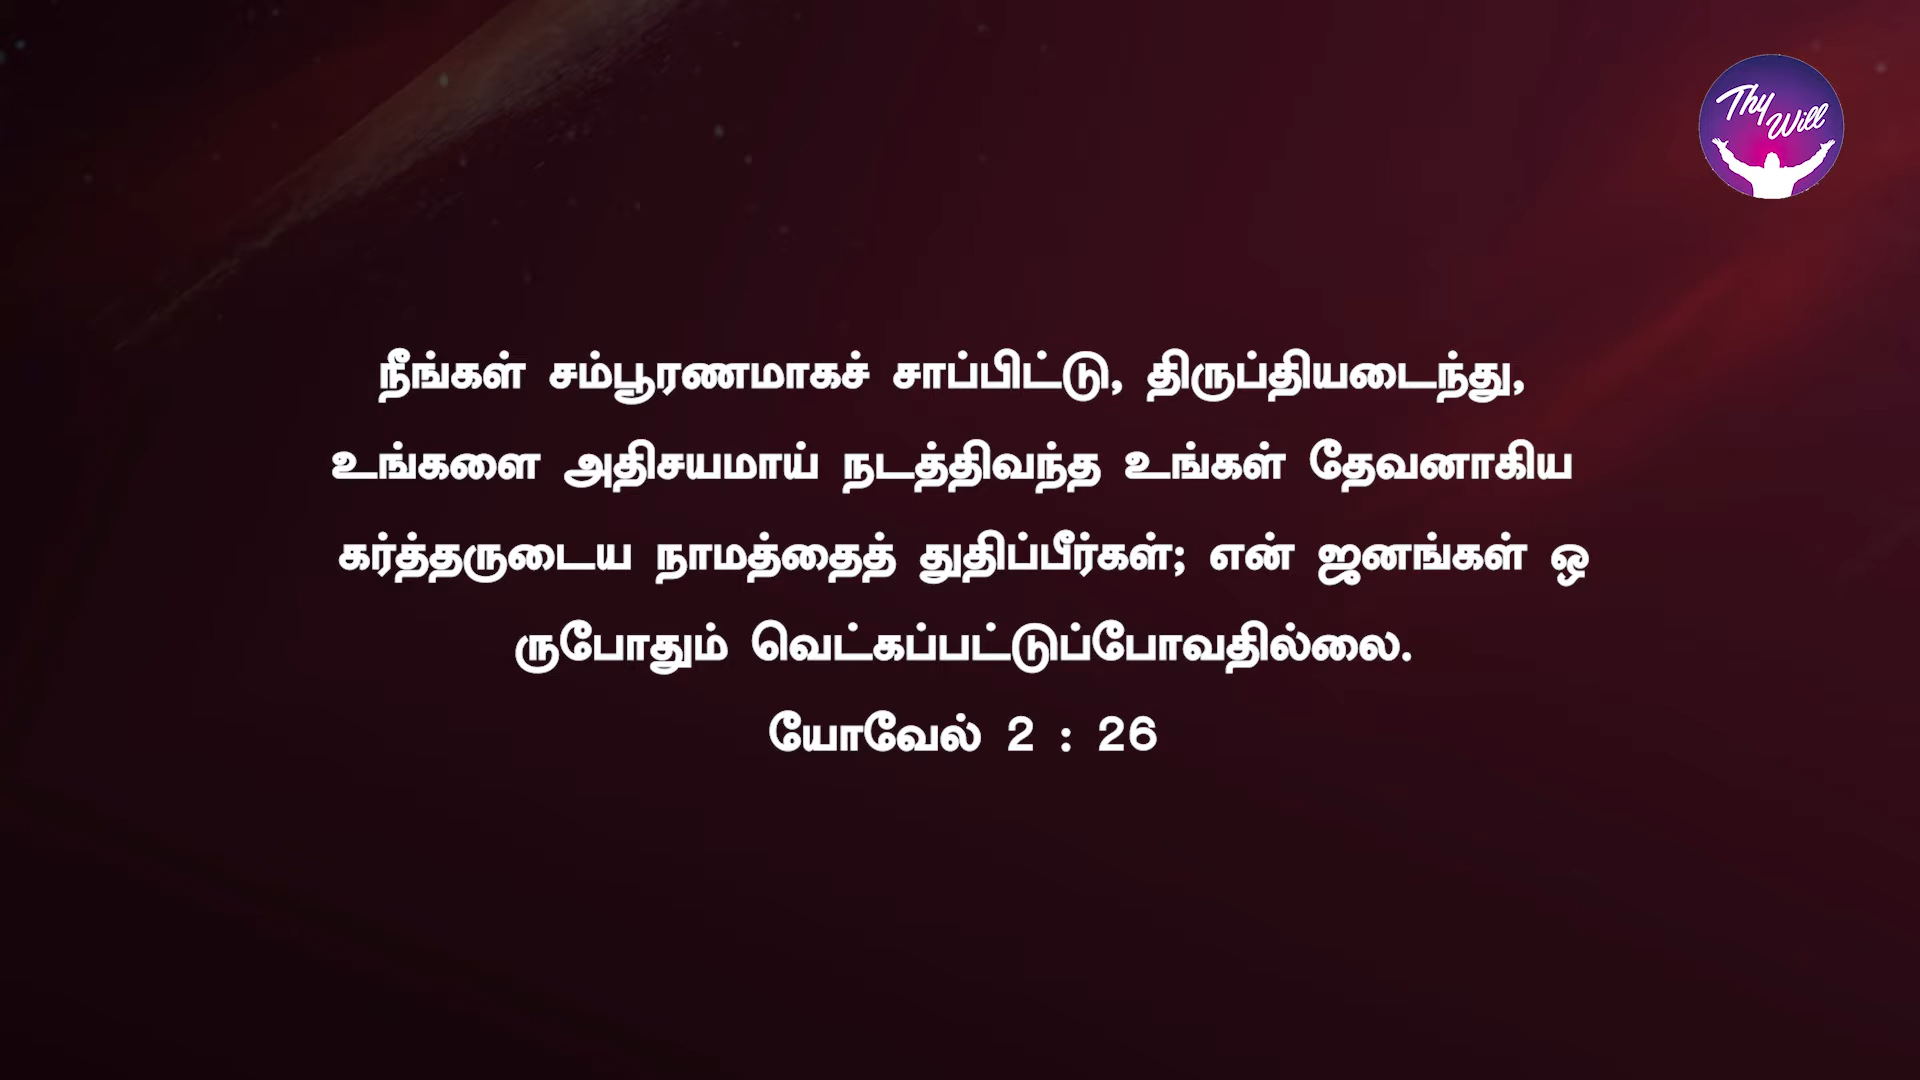 Thy
Will
நீங்கள் சம்பூரணமாகச் சாப்பிட்டு, திருப்தியடைந்து,
உங்களை அதிசயமாய் நடத்திவந்த உங்கள் தேவனாகிய
கர்த்தருடைய நாமத்தைத் துதிப்பீர்கள்; என் ஜனங்கள் ஒ
ருபோதும் வெட்கப்பட்டுப்போவதில்லை.
யோவேல் 2 : 26